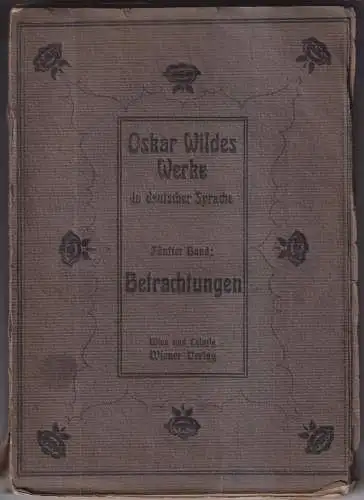 Oskar Wildes
Werke
in deutscher Sprache
Fünfter Band:
Betrachtungen
Wien und Leipzig
Wiener Verlag